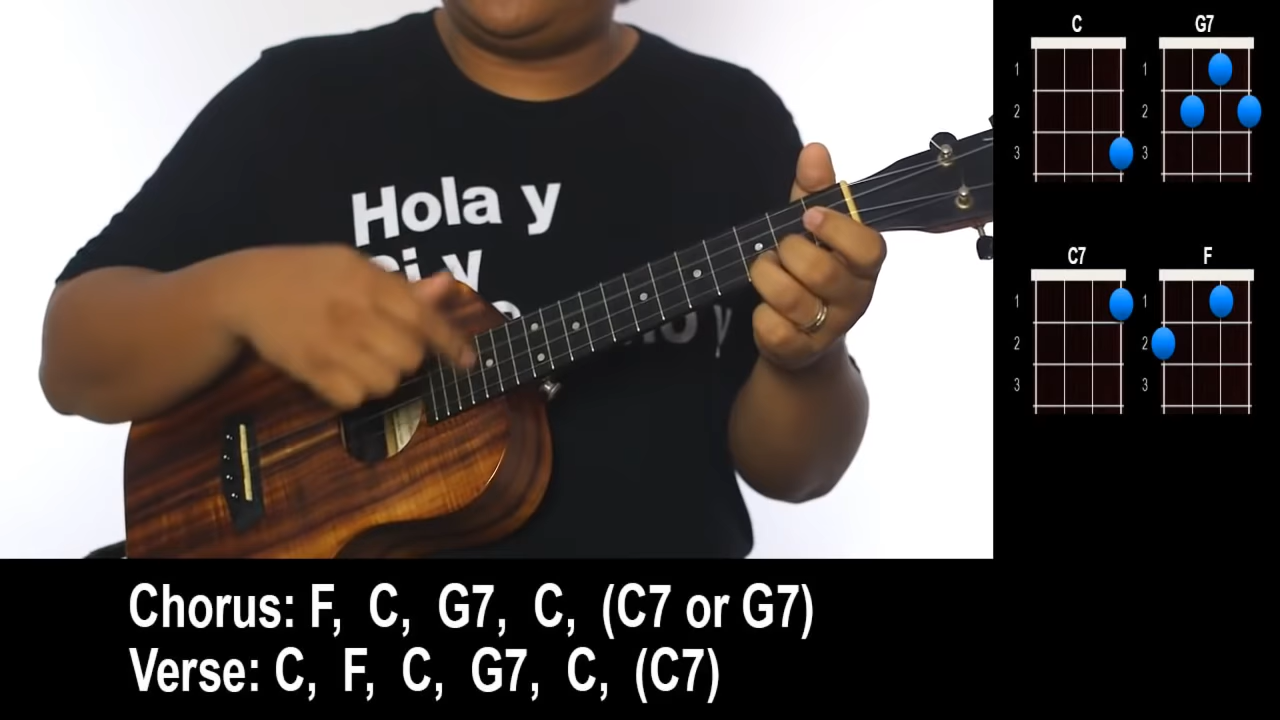 Hola y
y
y
C
1
2
3
G7
1
2
3
C7
1
2
3
F
1
2
3
Chorus: F, C, G7, C, (C7 or G7)
Verse: C, F, C, G7, C, (C7)